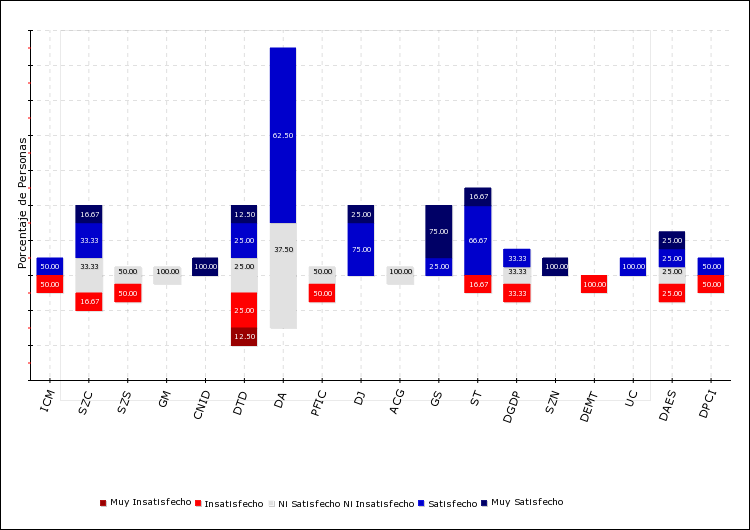 Porcentaje de Personas
62.50
37.50
16.67
12.50
25.00
16.67
33.33
25.00
75.00
75.00
66.67
25.00
50.00
33.33
50.00
100.00
100.00
25.00
50.00
100.00
25.00
33.33
33.33
100.00
100.00
25.00
25.00
50.00
50.00
50.00
16.67
50.00
25.00
50.00
16.67
33.33
100.00
25.00
50.00
12.50
ICM
SZC
SZS
GM
CNID
DTD
DA
PFIC
DJ
ACG
GS
ST
DGDP
SZN
DEMT
UC
DAES
DPCI
Muy Insatisfecho Insatisfecho Ni Satisfecho Ni Insatisfecho Satisfecho Muy Satisfecho